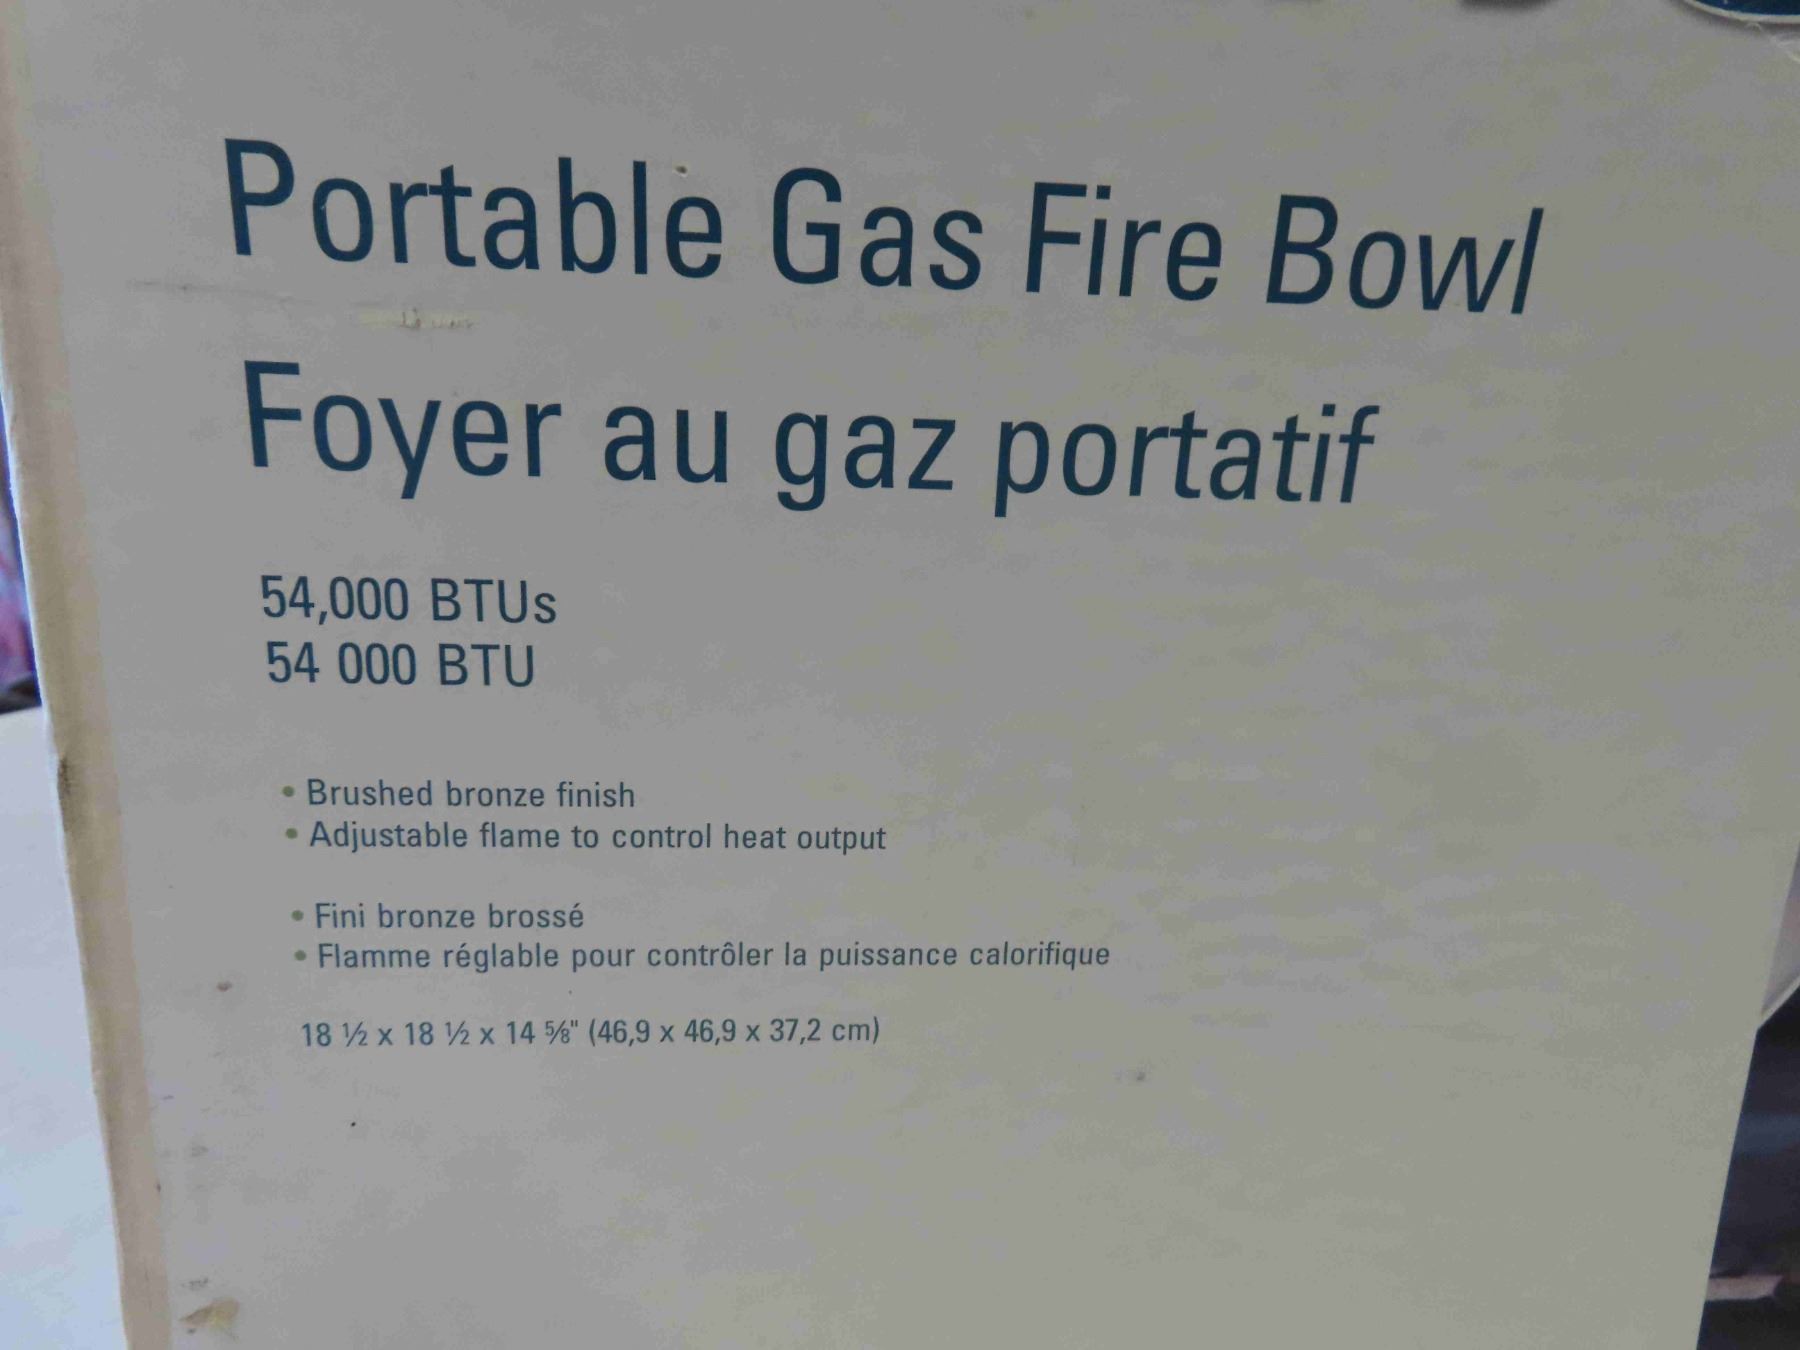 Portable Gas Fire Bowl
Foyer au gaz portatif
54,000 BTUs
54 000 BTU
• Brushed bronze finish
• Adjustable flame to control heat output
• Fini bronze brossé
• Flamme réglable pour contrôler la puissance calorifique
18 ½ x 18 ½ x 14 ⅝" (46,9 x 46,9 x 37,2 cm)